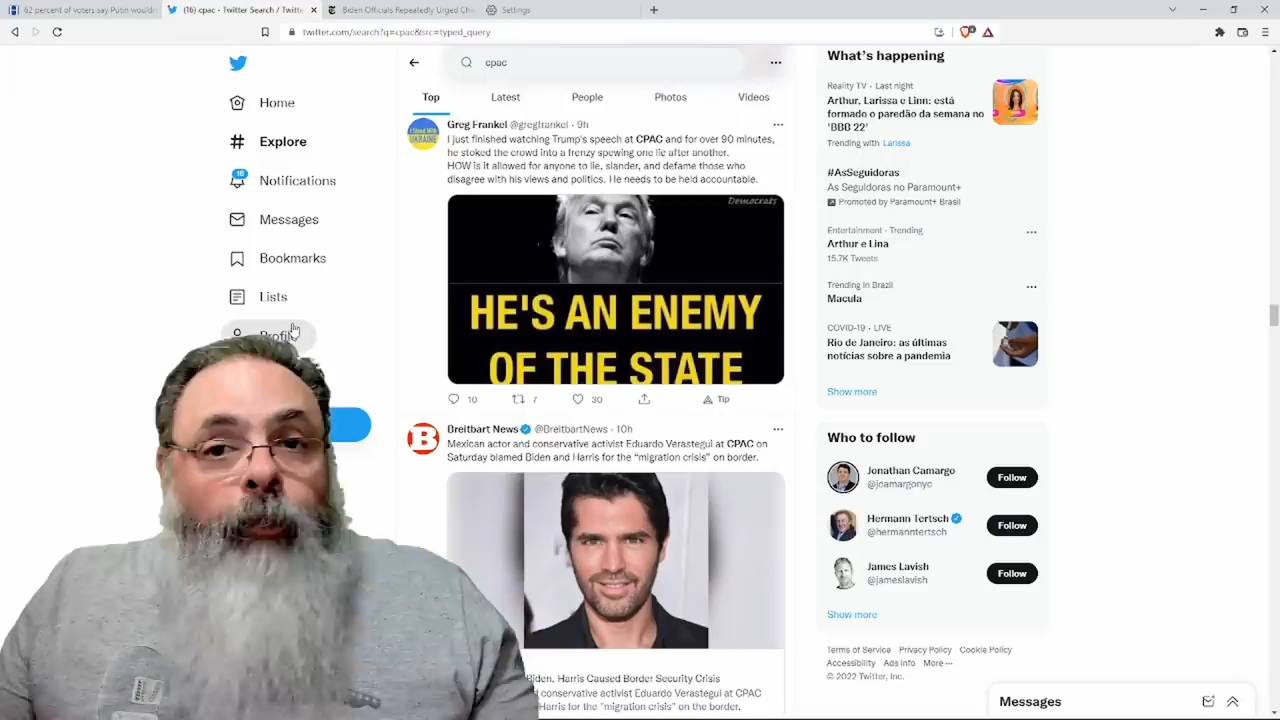 62 percent of voters say Putin wouldn
(16) cpac - Twitter Search / Twitte
Biden Officials Repeatedly Urged Ch
Settings
twitter.com/search?q=cpac&src=typed_query
cpac
Top
Latest
People
Photos
Videos
Home
Explore
16
Notifications
Messages
Bookmarks
Lists
Profil
Greg Frankel @gregfrankel · 9h
I just finished watching Trump's speech at CPAC and for over 90 minutes,
he stoked the crowd into a frenzy spewing one lie after another.
HOW is it allowed for anyone to lie, slander, and defame those who
disagree with his views and politics. He needs to be held accountable.
I Stand With
UKRAINE
Democrats
HE'S AN ENEMY
OF THE STATE
10
7
30
Tip
B
Breitbart News @BreitbartNews · 10h
Mexican actor and conservative activist Eduardo Verastegui at CPAC on
Saturday blamed Biden and Harris for the "migration crisis" on border.
iden, Harris Caused Border Security Crisis
d conservative activist Eduardo Verastegui at CPAC
Harris for the "migration crisis" on the border.
What's happening
Reality TV · Last night
Arthur, Larissa e Linn: está
formado o paredão da semana no
'BBB 22'
Trending with Larissa
#AsSeguidoras
As Seguidoras no Paramount+
Promoted by Paramount+ Brasil
Entertainment · Trending
Arthur e Lina
15.7K Tweets
Trending in Brazil
Macula
COVID-19 · LIVE
Rio de Janeiro: as últimas
notícias sobre a pandemia
Show more
Who to follow
Jonathan Camargo
@jcamargonyc
Follow
Hermann Tertsch
@hermanntertsch
Follow
James Lavish
@jameslavish
Follow
Show more
Terms of Service Privacy Policy Cookie Policy
Accessibility Ads info More ···
© 2022 Twitter, Inc.
Messages